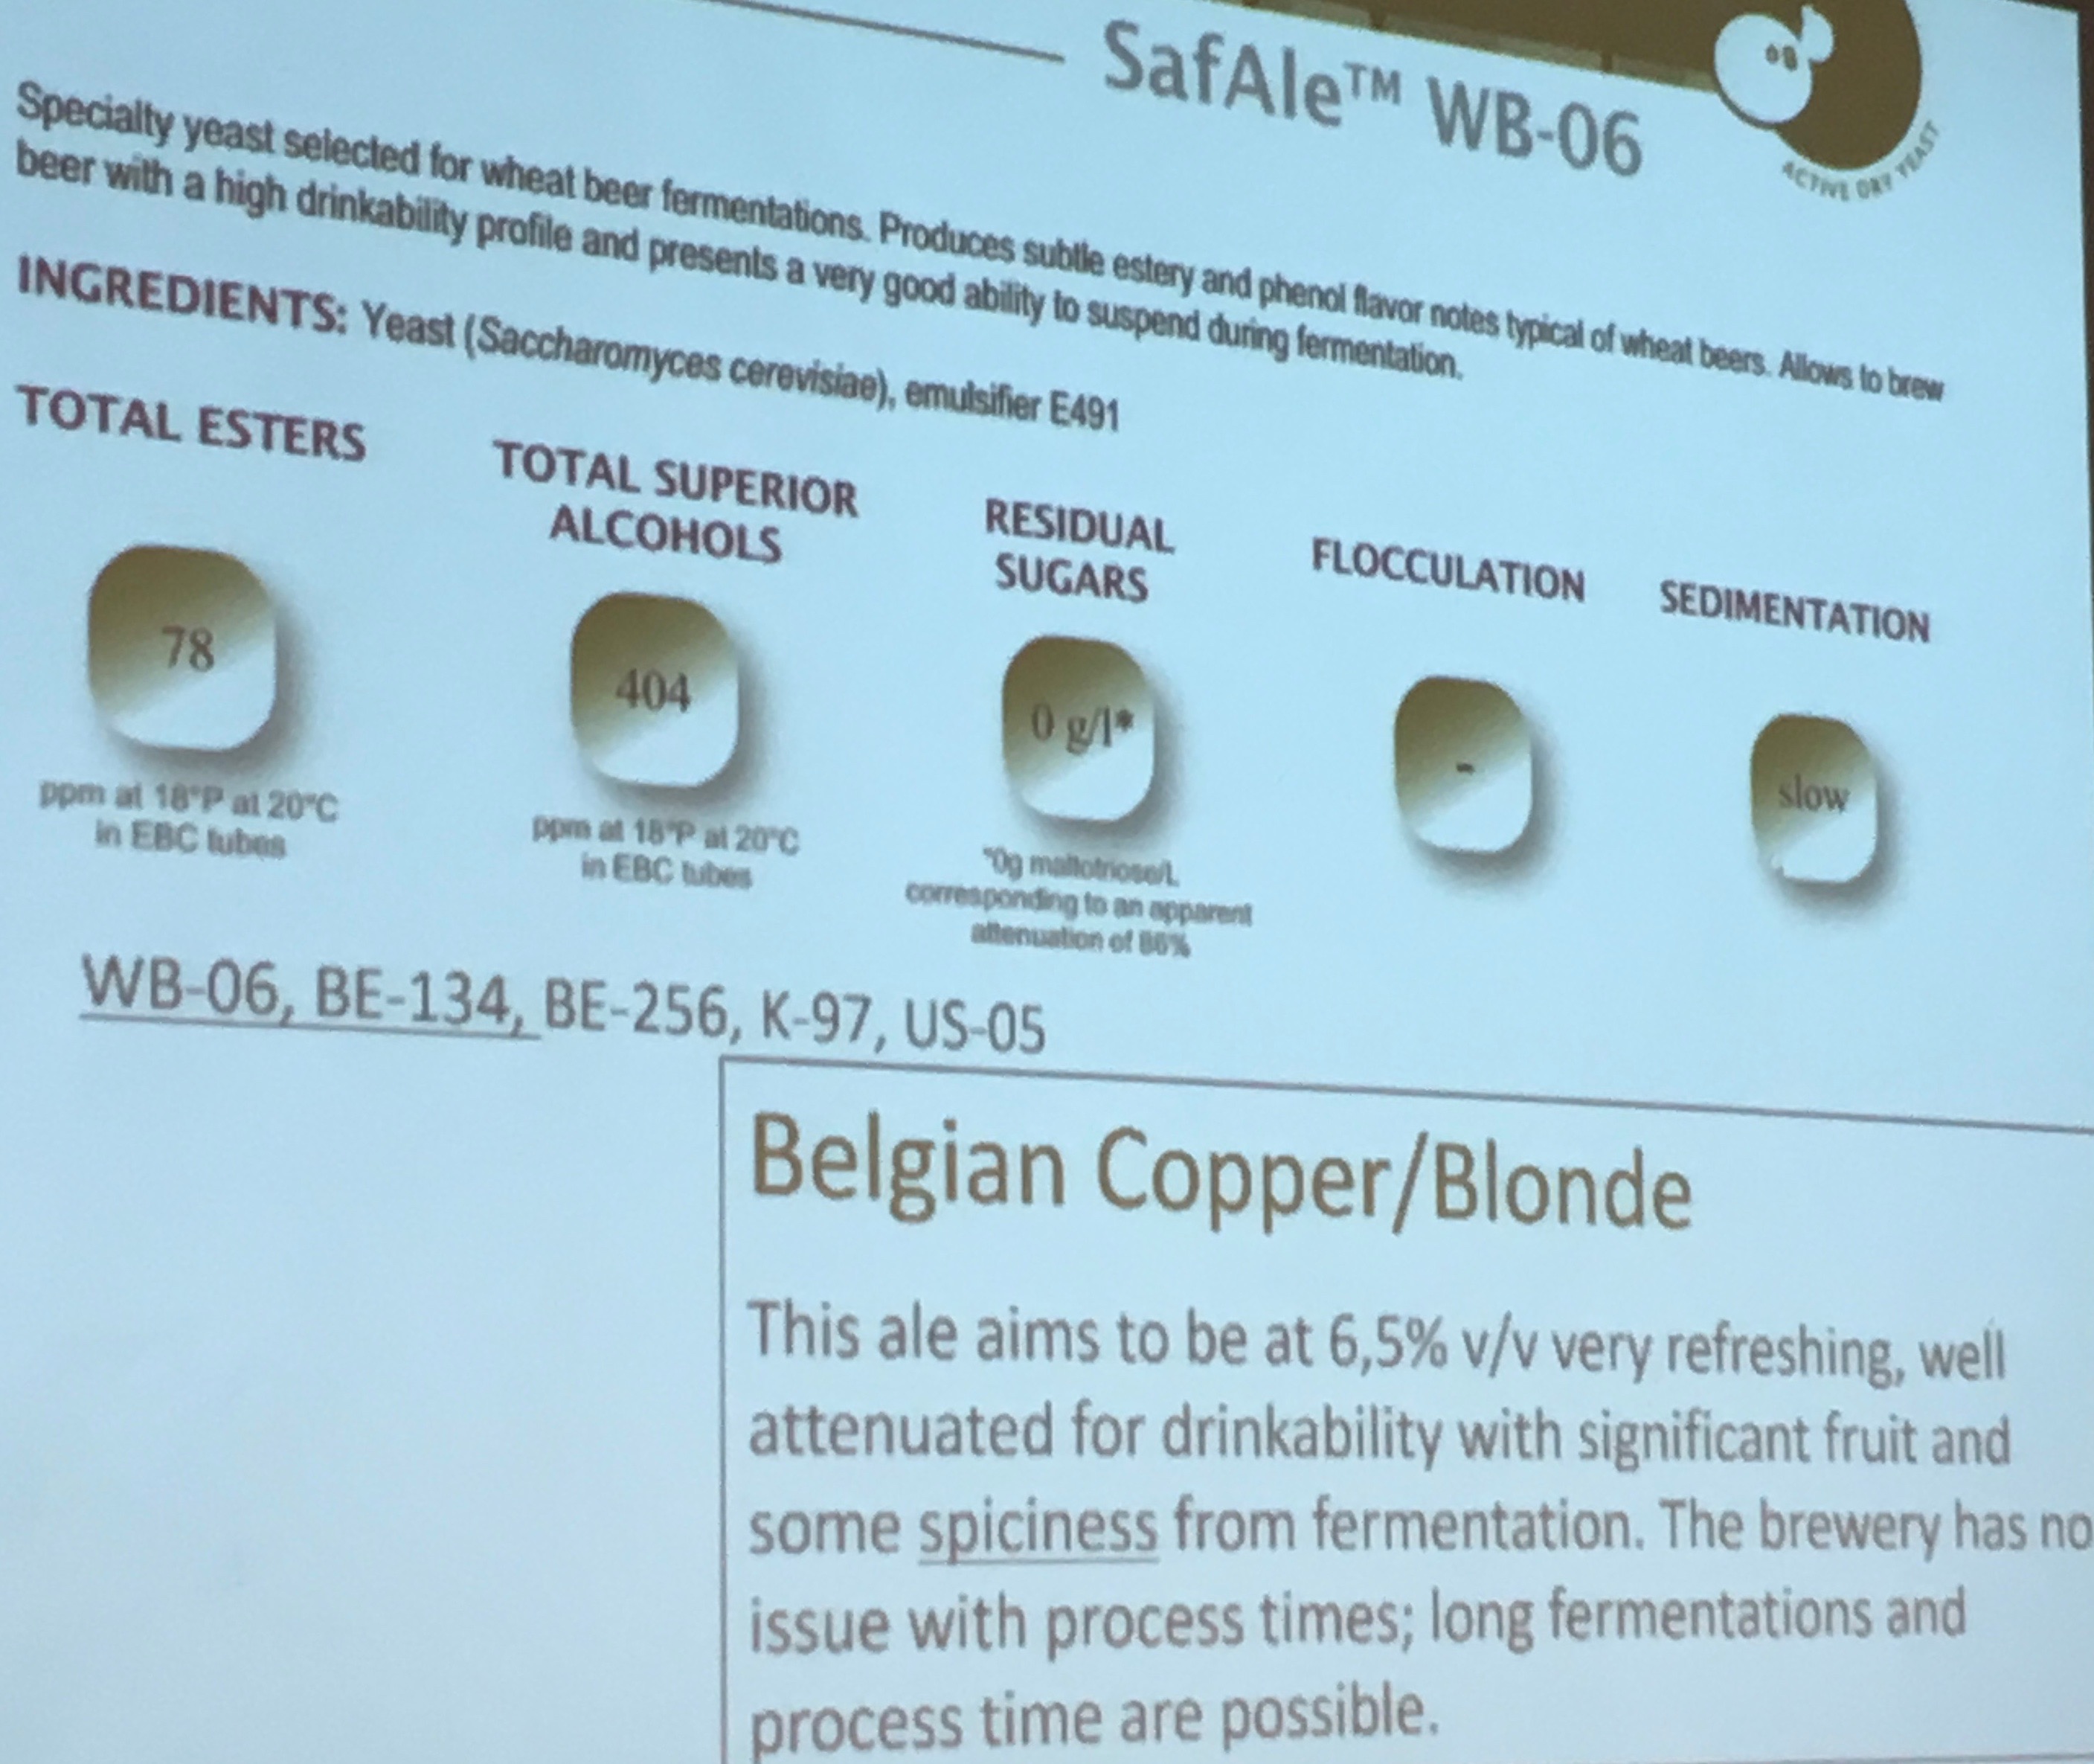 SafAle™ WB-06
ACTIVE DRY YEAST
Specialty yeast selected for wheat beer fermentations. Produces subtle estery and phenol flavor notes typical of wheat beers. Allows to brew
beer with a high drinkability profile and presents a very good ability to suspend during fermentation.
INGREDIENTS: Yeast (Saccharomyces cerevisiae), emulsifier E491
TOTAL ESTERS
78
ppm at 18°P at 20°C
in EBC tubes
TOTAL SUPERIOR
ALCOHOLS
404
ppm at 18°P at 20°C
in EBC tubes
RESIDUAL
SUGARS
0 g/l*
*0g maltotriose/L
corresponding to an apparent
attenuation of 86%
FLOCCULATION
-
SEDIMENTATION
slow
WB-06, BE-134, BE-256, K-97, US-05
Belgian Copper/Blonde
This ale aims to be at 6,5% v/v very refreshing, well
attenuated for drinkability with significant fruit and
some spiciness from fermentation. The brewery has no
issue with process times; long fermentations and
process time are possible.